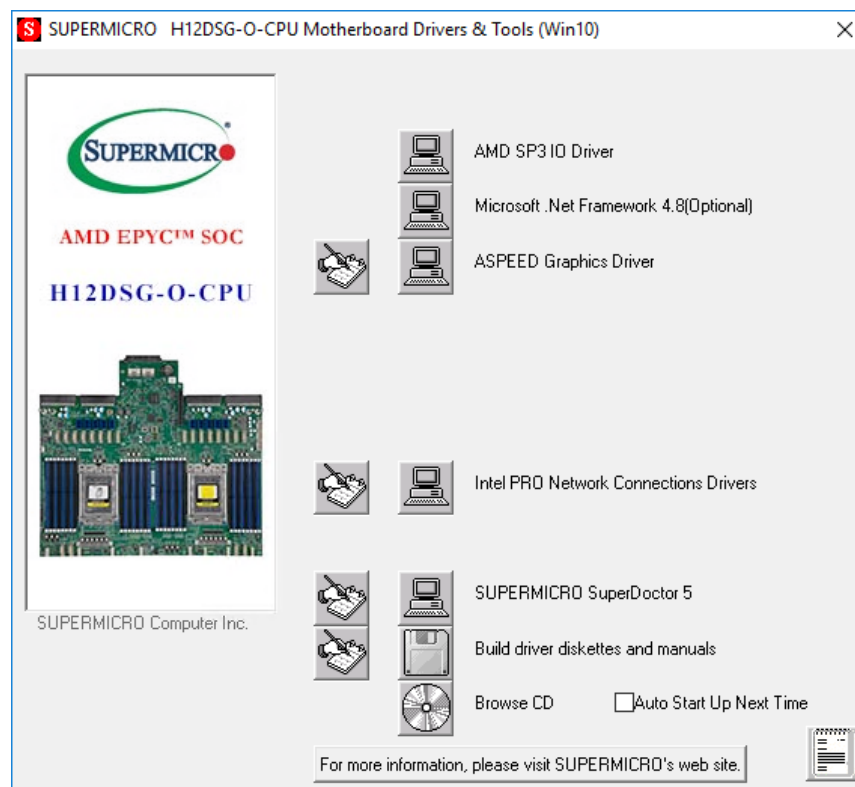 SUPERMICRO H12DSG-O-CPU Motherboard Drivers & Tools (Win10)
SUPERMICRO
AMD EPYC™ SOC
H12DSG-O-CPU
SUPERMICRO Computer Inc.
AMD SP3 IO Driver
Microsoft .Net Framework 4.8(Optional)
ASPEED Graphics Driver
Intel PRO Network Connections Drivers
SUPERMICRO SuperDoctor 5
Build driver diskettes and manuals
Browse CD
Auto Start Up Next Time
For more information, please visit SUPERMICRO's web site.